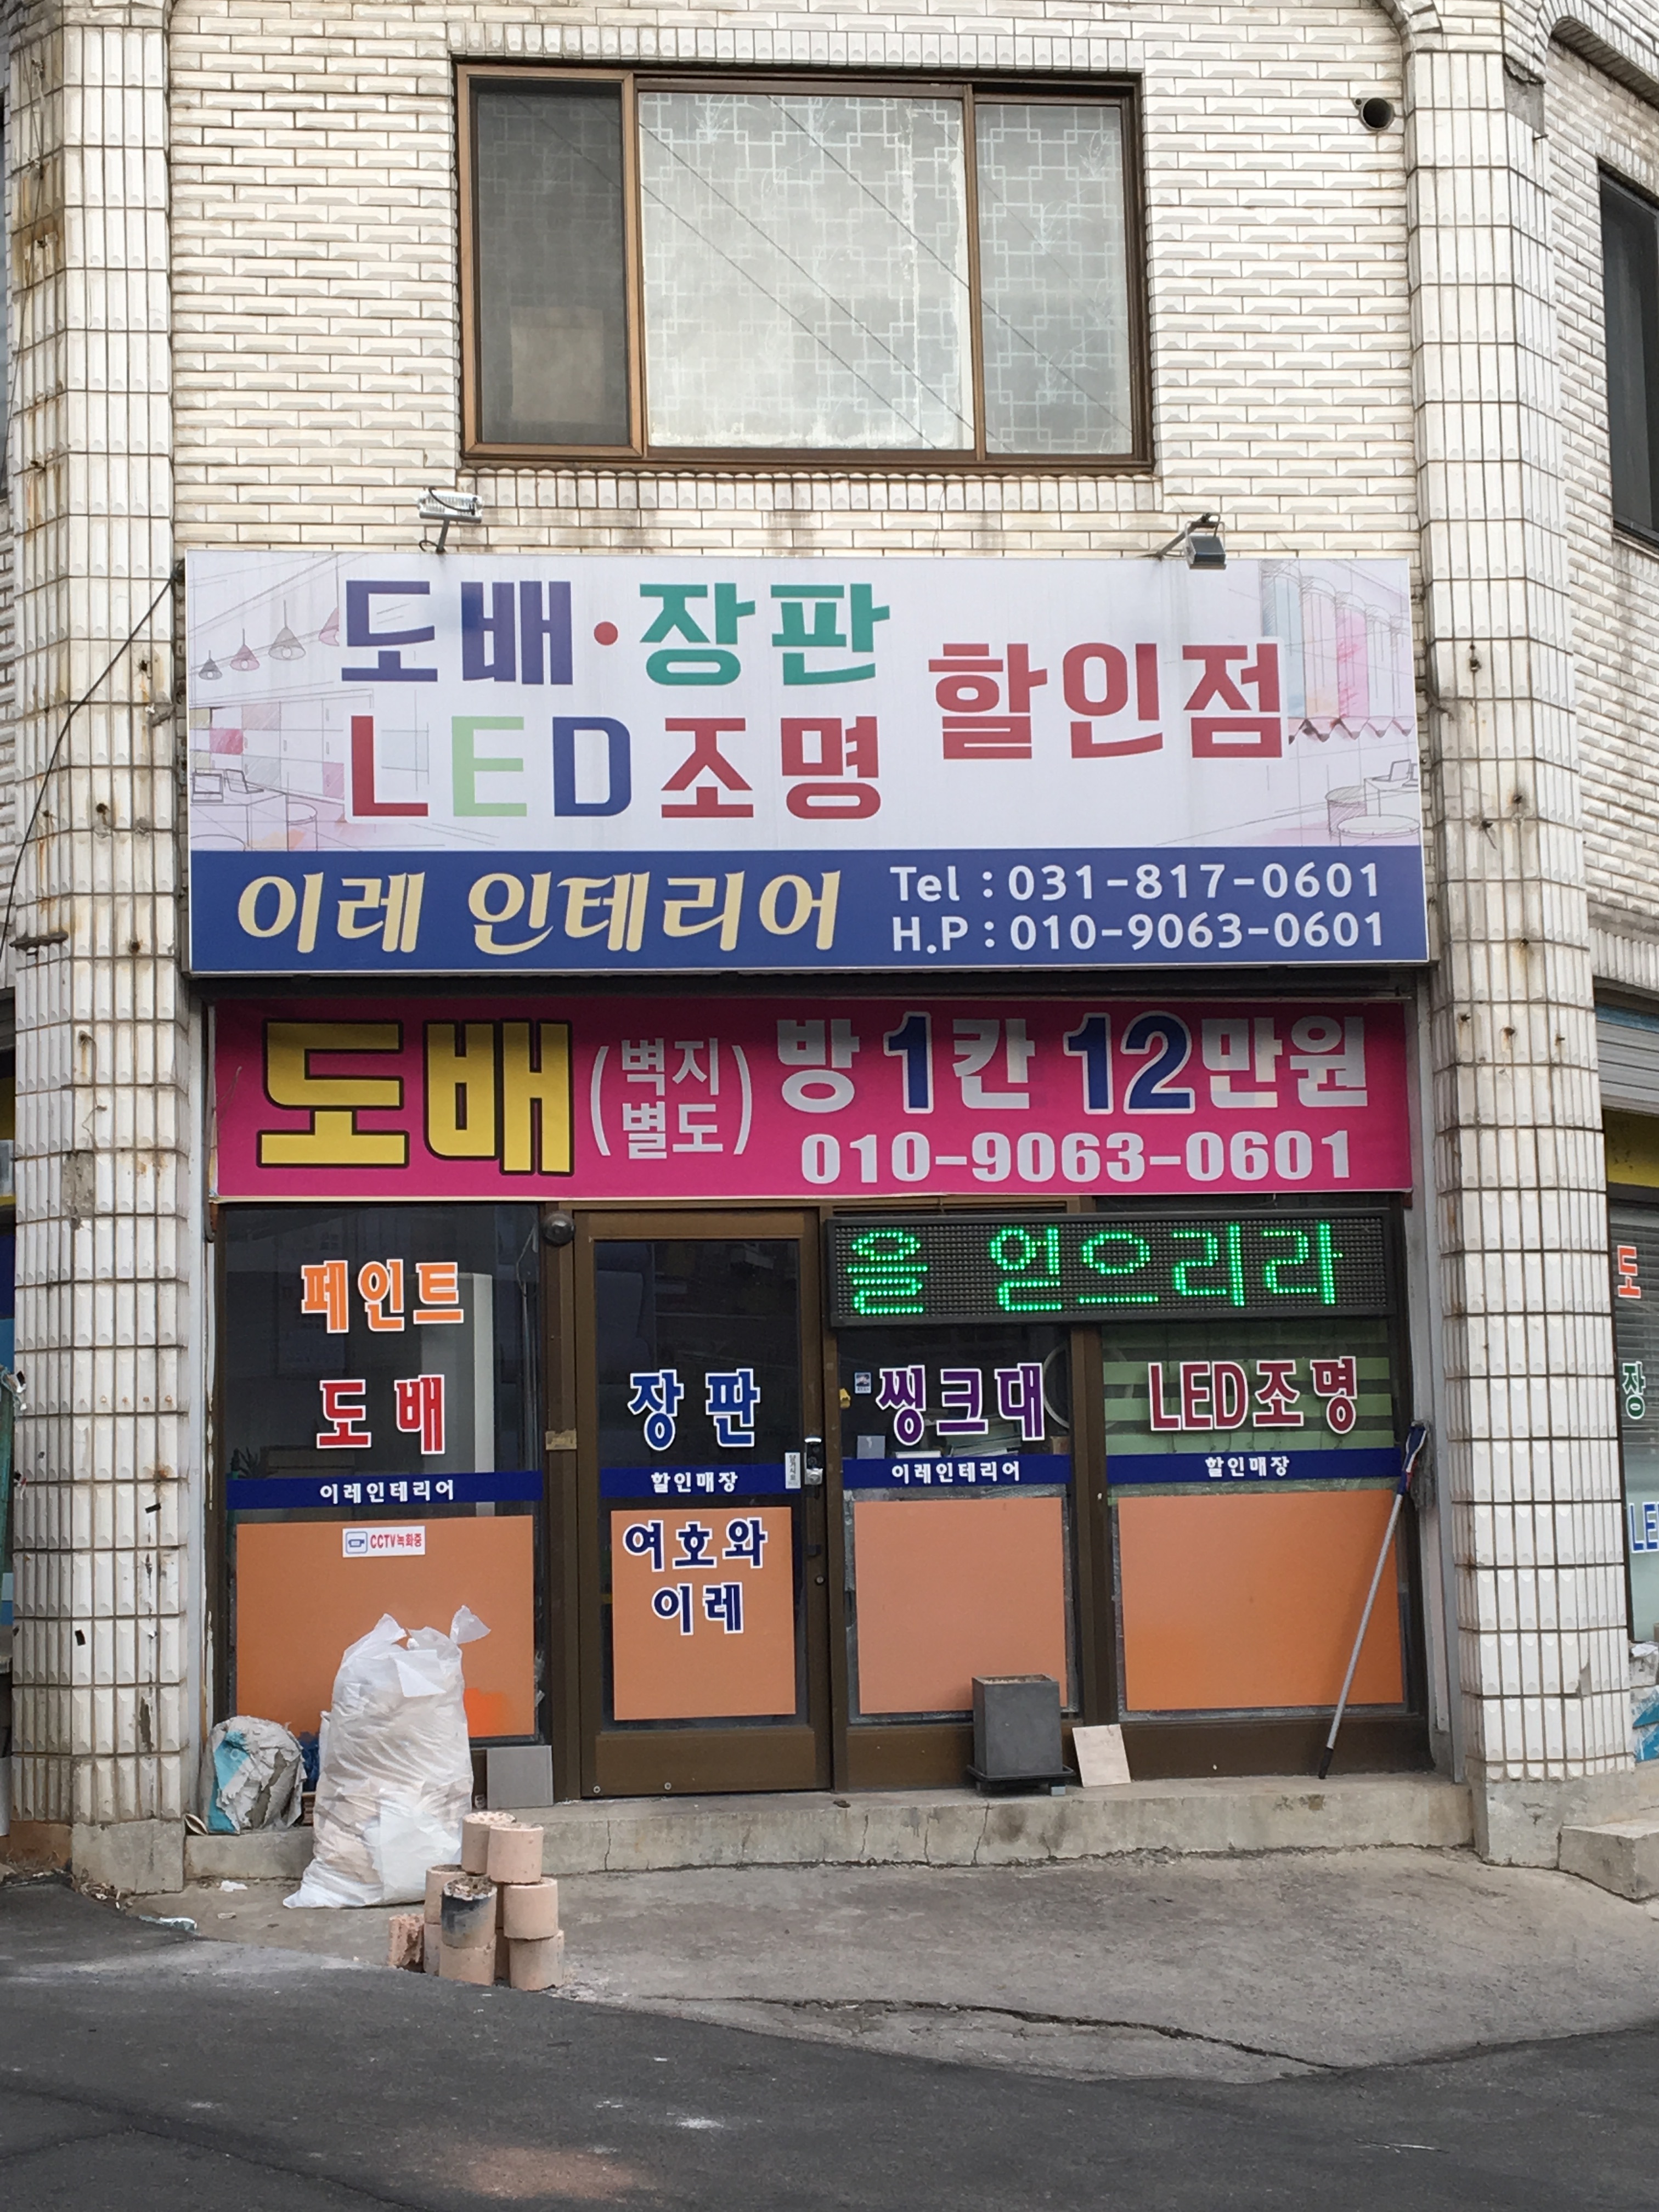 도배·장판
LED조명
할인점
이레 인테리어
Tel : 031-817-0601
H.P : 010-9063-0601
도배
(벽지
별도)
방1칸 12만원
010-9063-0601
을 얻으리라
페인트
도배
이레인테리어
CCTV녹화중
장판
할인매장
여호와
이레
씽크대
이레인테리어
LED조명
할인매장
도
장
LE